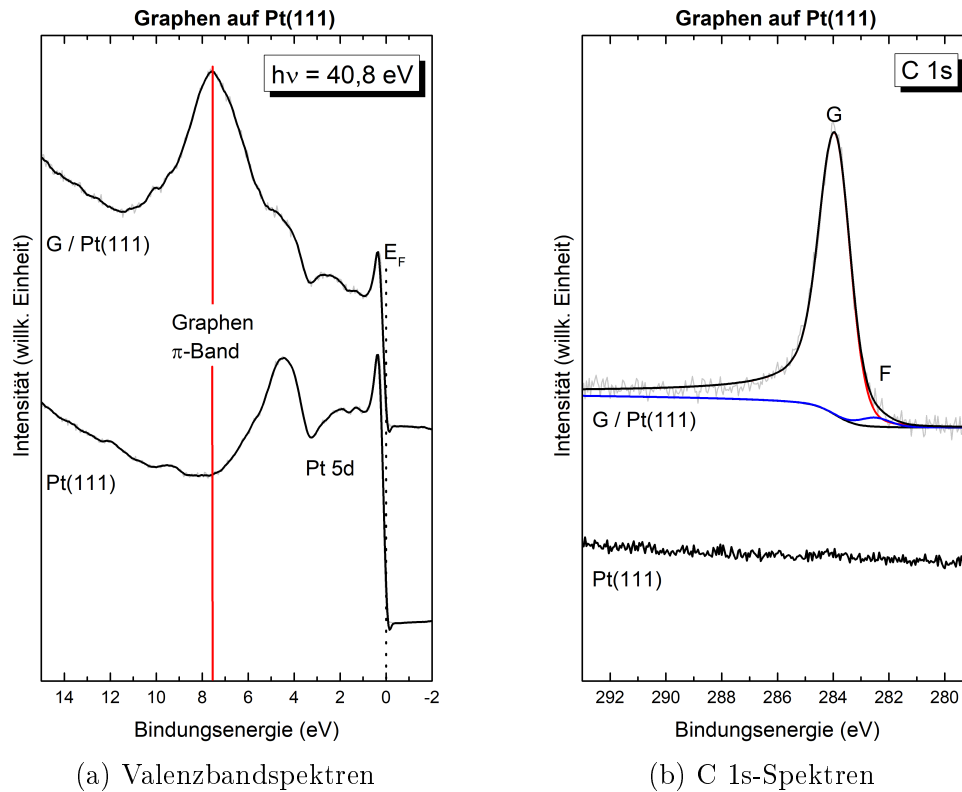 Graphen auf Pt(111)
hν = 40,8 eV
G / Pt(111)
E_F
Graphen
π-Band
Pt 5d
Pt(111)
Intensität (willk. Einheit)
14 12 10 8 6 4 2 0 -2
Bindungsenergie (eV)
(a) Valenzbandspektren
Graphen auf Pt(111)
C 1s
G
F
G / Pt(111)
Pt(111)
Intensität (willk. Einheit)
292 290 288 286 284 282 280
Bindungsenergie (eV)
(b) C 1s-Spektren